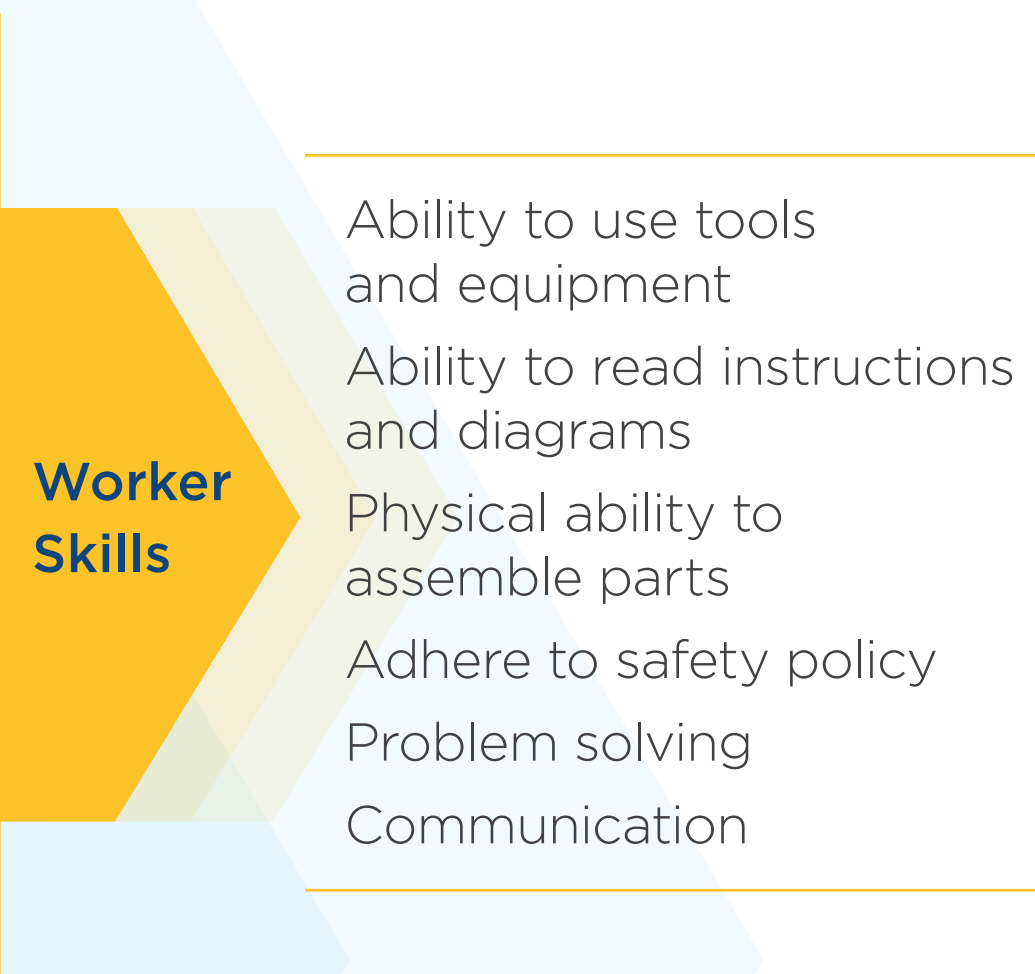 Worker
Skills
Ability to use tools
and equipment
Ability to read instructions
and diagrams
Physical ability to
assemble parts
Adhere to safety policy
Problem solving
Communication